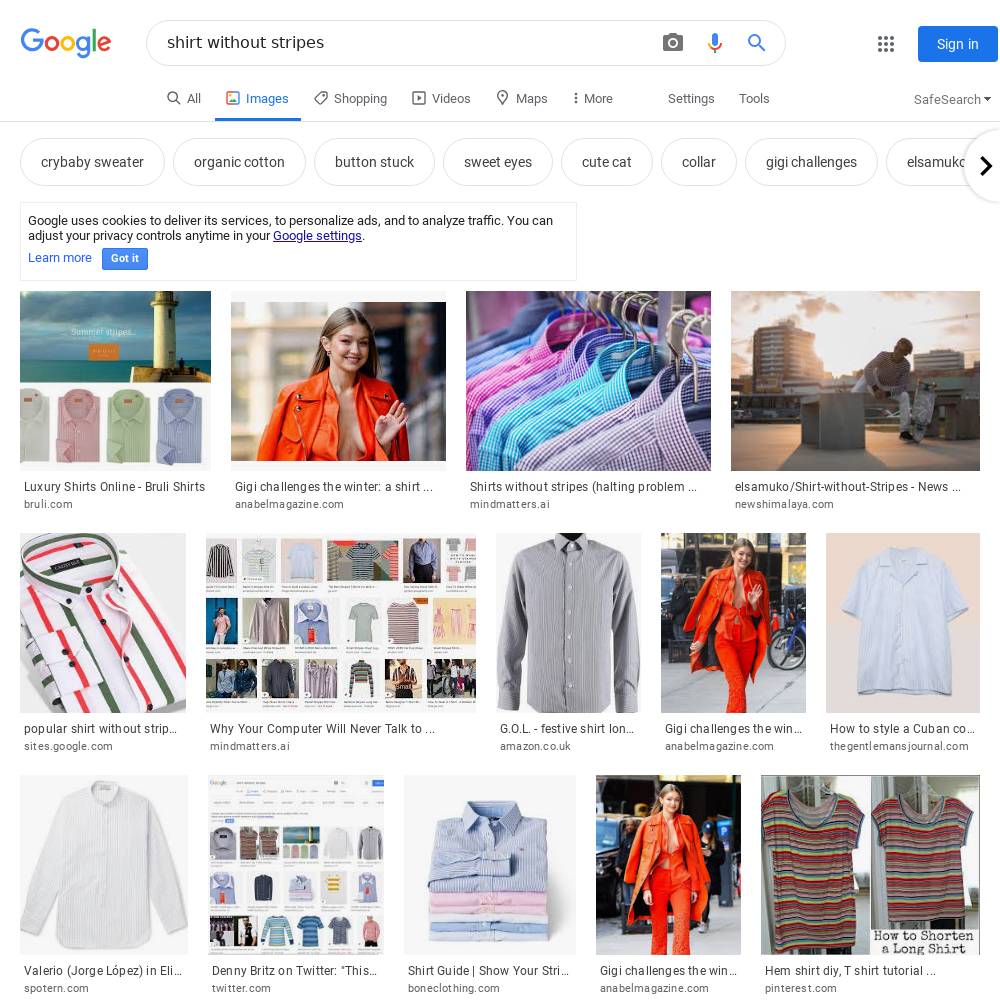 Google
shirt without stripes
Sign in
All
Images
Shopping
Videos
Maps
More
Settings
Tools
SafeSearch
crybaby sweater
organic cotton
button stuck
sweet eyes
cute cat
collar
gigi challenges
elsamuko
Google uses cookies to deliver its services, to personalize ads, and to analyze traffic. You can
adjust your privacy controls anytime in your Google settings.
Learn more
Got it
Summer stripes...
Luxury Shirts Online - Bruli Shirts
bruli.com
Gigi challenges the winter: a shirt ...
anabelmagazine.com
Shirts without stripes (halting problem ...
mindmatters.ai
elsamuko/Shirt-without-Stripes - News ...
newshimalaya.com
popular shirt without strip...
sites.google.com
Why Your Computer Will Never Talk to ...
mindmatters.ai
G.O.L. - festive shirt lon...
amazon.co.uk
Gigi challenges the win...
anabelmagazine.com
How to style a Cuban co...
thegentlemansjournal.com
How to Shorten
a Long Shirt
Valerio (Jorge López) in Eli...
spotern.com
Denny Britz on Twitter: "This...
twitter.com
Shirt Guide | Show Your Stri...
boneclothing.com
Gigi challenges the win...
anabelmagazine.com
Hem shirt diy, T shirt tutorial ...
pinterest.com